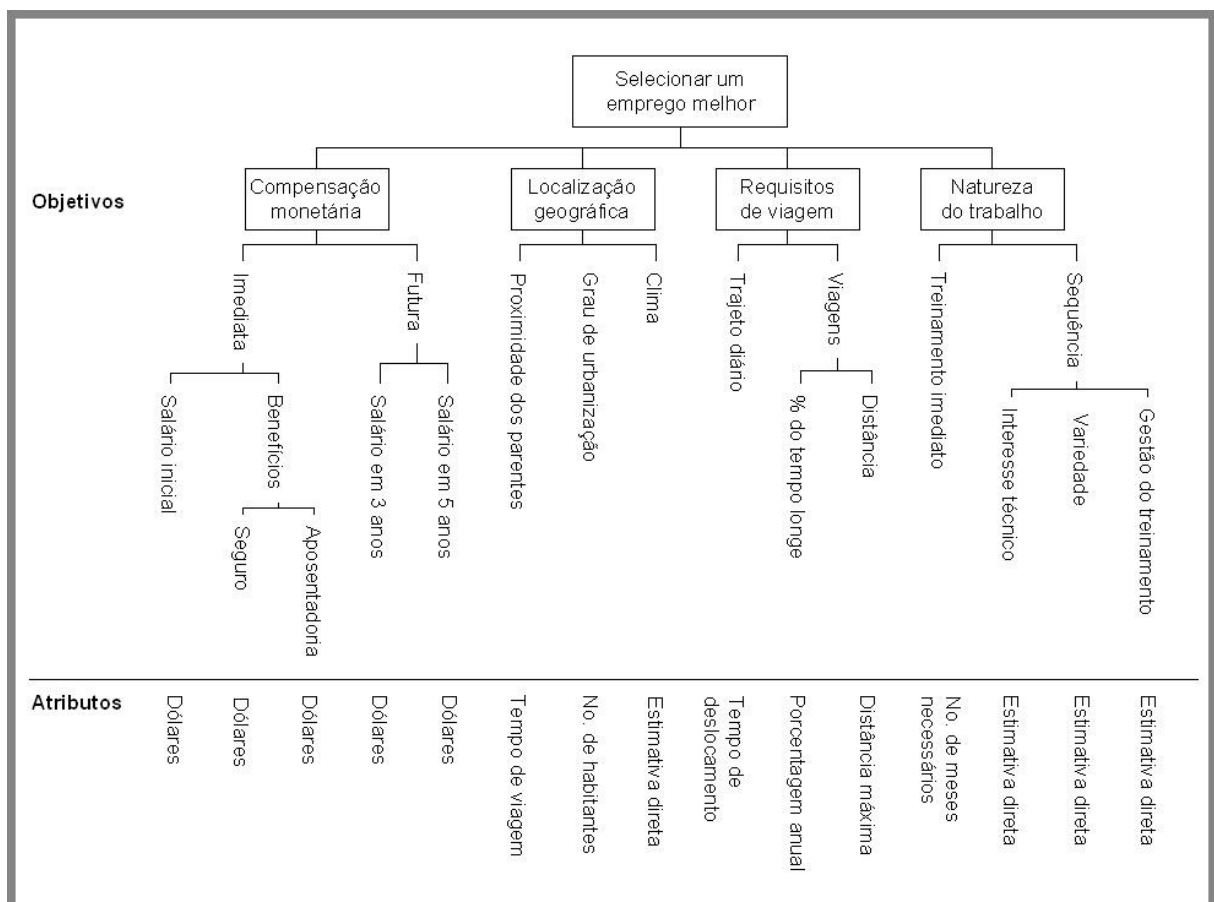 Selecionar um
emprego melhor
Objetivos
Compensação
monetária
Localização
geográfica
Requisitos
de viagem
Natureza
do trabalho
Imediata
Futura
Proximidade dos parentes
Grau de urbanização
Clima
Trajeto diário
Viagens
Treinamento imediato
Sequência
Salário inicial
Benefícios
Salário em 3 anos
Salário em 5 anos
% do tempo longe
Distância
Interesse técnico
Variedade
Gestão do treinamento
Seguro
Aposentadoria
Atributos
Dólares
Dólares
Dólares
Dólares
Dólares
Tempo de viagem
No. de habitantes
Estimativa direta
Tempo de
deslocamento
Porcentagem anual
Distância máxima
No. de meses
necessários
Estimativa direta
Estimativa direta
Estimativa direta